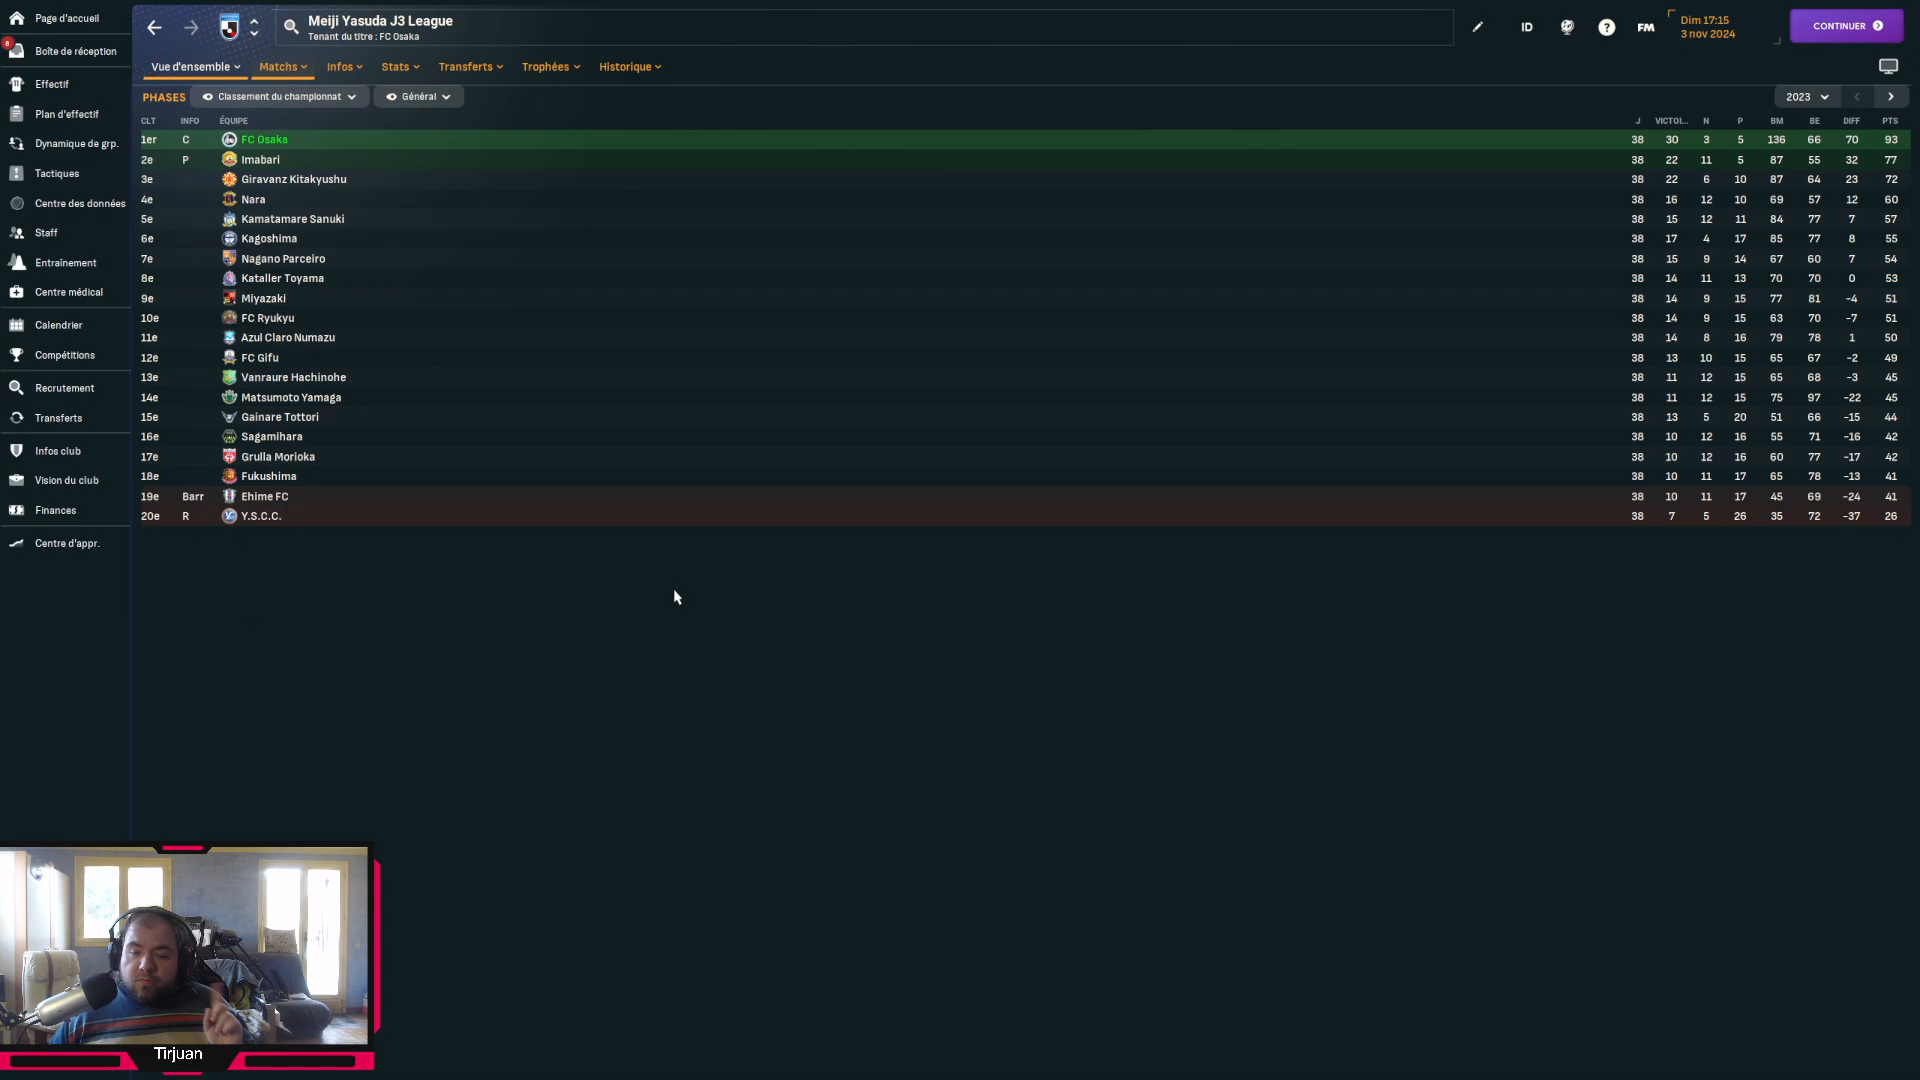 Page d'accueil
8
Boîte de réception
Effectif
Plan d'effectif
Dynamique de grp.
Tactiques
Centre des données
Staff
Entraînement
Centre médical
Calendrier
Compétitions
Recrutement
Transferts
Infos club
Vision du club
Finances
Centre d'appr.
Meiji Yasuda J3 League
Tenant du titre : FC Osaka
ID
?
FM
Dim 17:15
3 nov 2024
CONTINUER
Vue d'ensemble Matchs Infos Stats Transferts Trophées Historique
PHASES Classement du championnat Général 2023
CLT INFO ÉQUIPE J VICTOI... N P BM BE DIFF PTS
1er C FC Osaka 38 30 3 5 136 66 70 93
2e P Imabari 38 22 11 5 87 55 32 77
3e Giravanz Kitakyushu 38 22 6 10 87 64 23 72
4e Nara 38 16 12 10 69 57 12 60
5e Kamatamare Sanuki 38 15 12 11 84 77 7 57
6e Kagoshima 38 17 4 17 85 77 8 55
7e Nagano Parceiro 38 15 9 14 67 60 7 54
8e Kataller Toyama 38 14 11 13 70 70 0 53
9e Miyazaki 38 14 9 15 77 81 -4 51
10e FC Ryukyu 38 14 9 15 63 70 -7 51
11e Azul Claro Numazu 38 14 8 16 79 78 1 50
12e FC Gifu 38 13 10 15 65 67 -2 49
13e Vanraure Hachinohe 38 11 12 15 65 68 -3 45
14e Matsumoto Yamaga 38 11 12 15 75 97 -22 45
15e Gainare Tottori 38 13 5 20 51 66 -15 44
16e Sagamihara 38 10 12 16 55 71 -16 42
17e Grulla Morioka 38 10 12 16 60 77 -17 42
18e Fukushima 38 10 11 17 65 78 -13 41
19e Barr Ehime FC 38 10 11 17 45 69 -24 41
20e R Y.S.C.C. 38 7 5 26 35 72 -37 26
Tirjuan